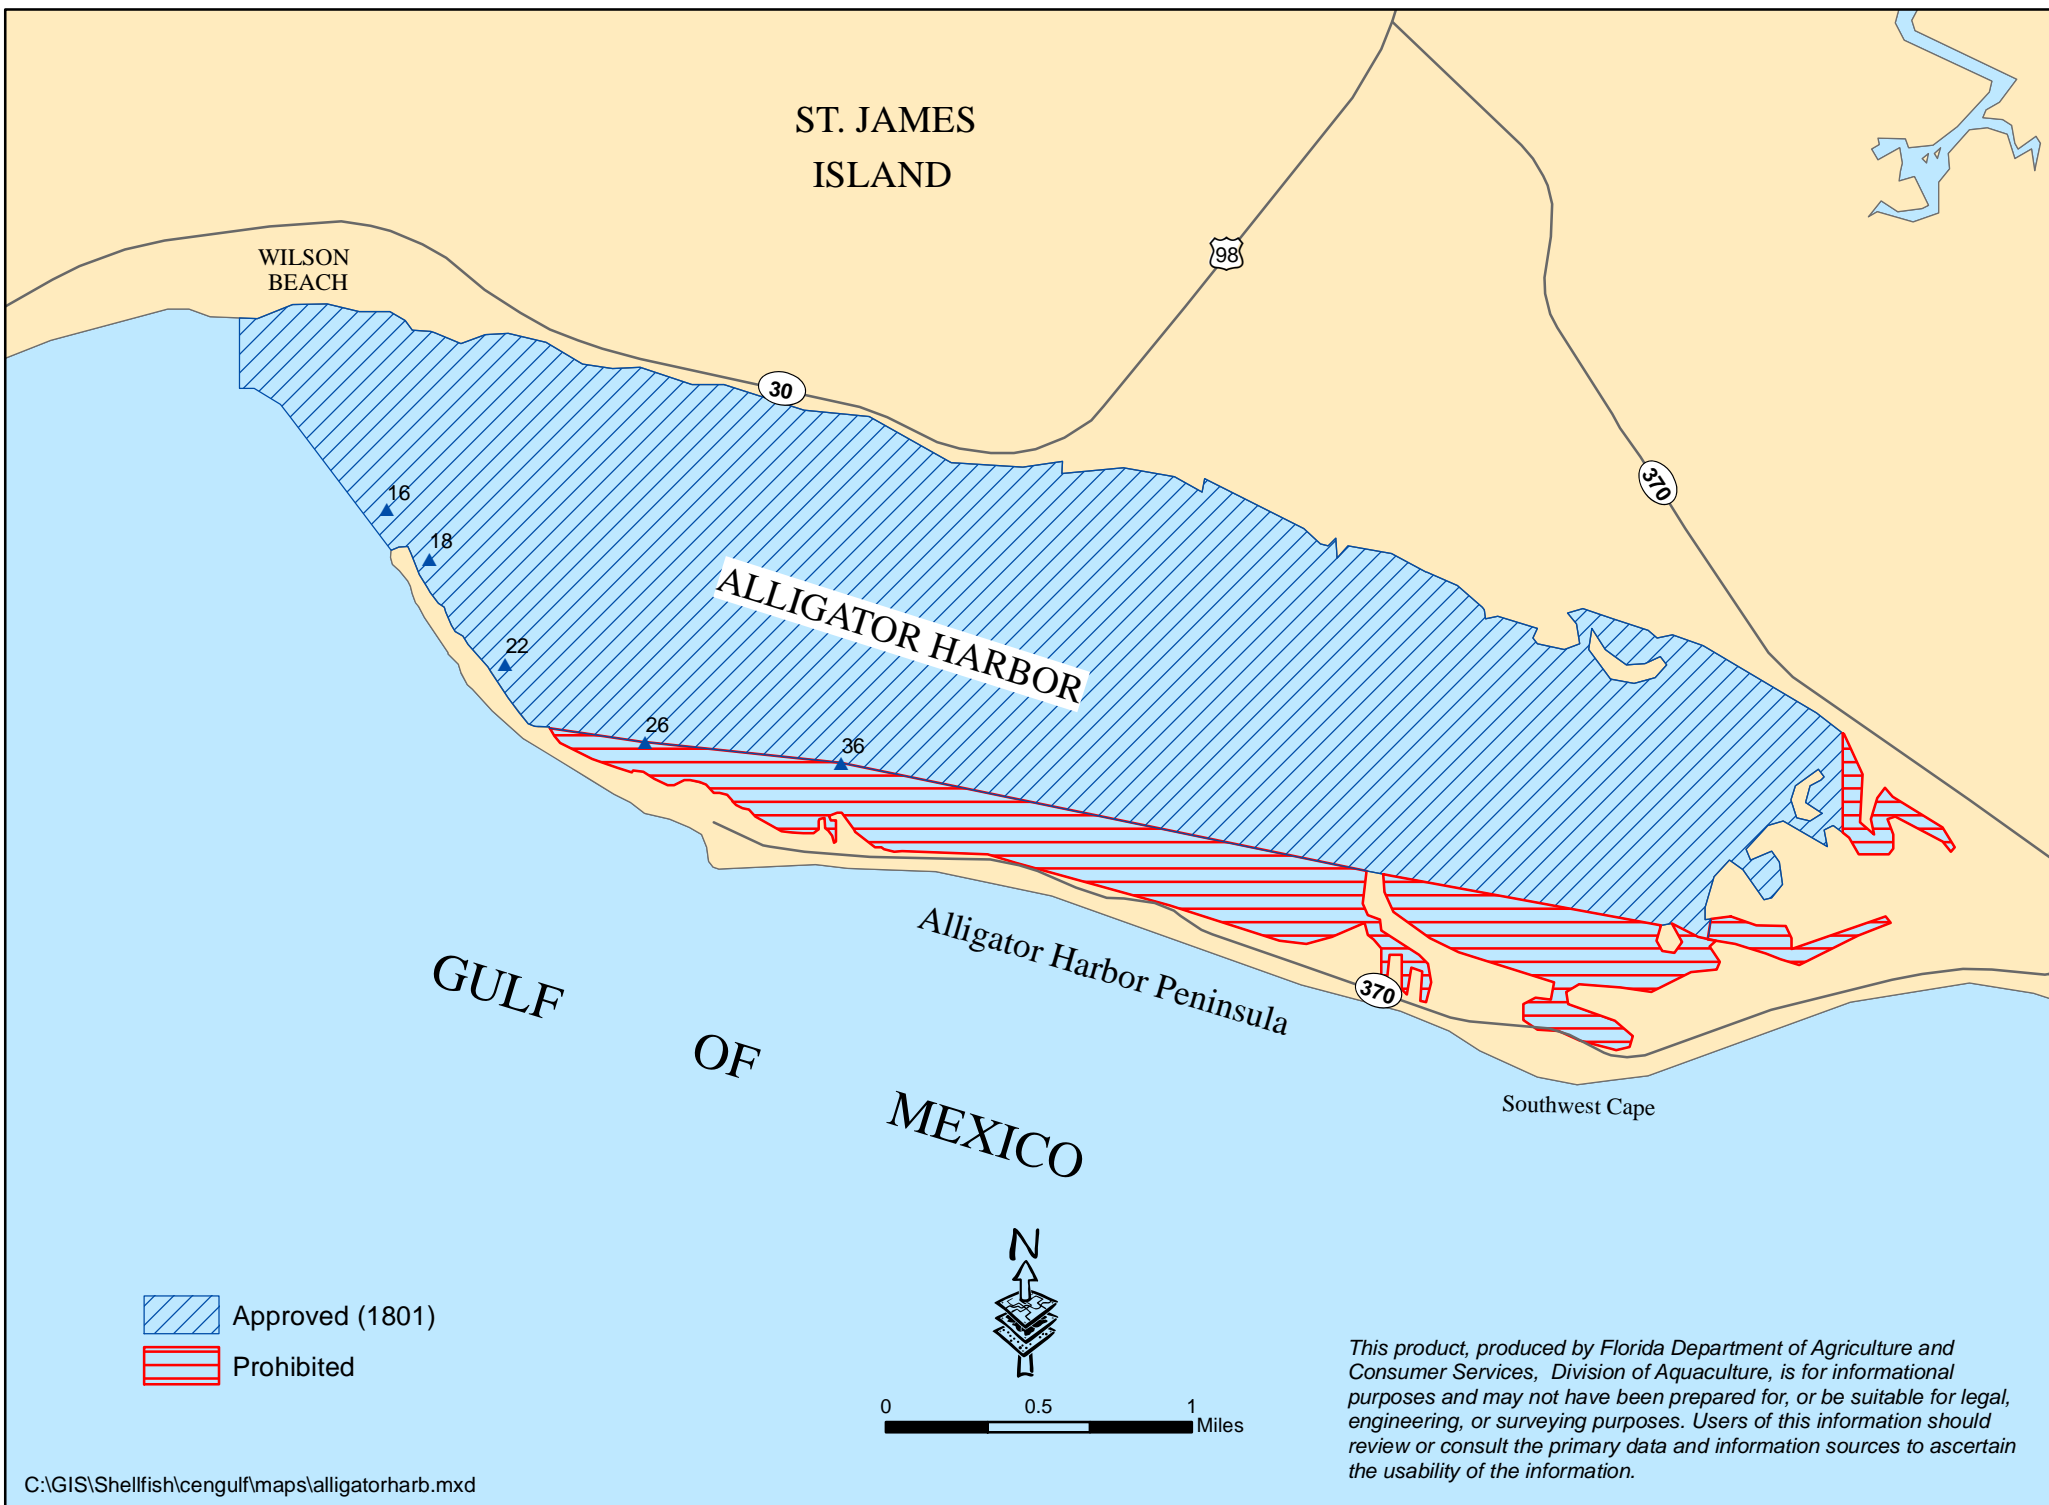 ST. JAMES
ISLAND
WILSON
BEACH
98
30
370
16
18
22
26
36
ALLIGATOR HARBOR
Alligator Harbor Peninsula
370
Southwest Cape
GULF
OF
MEXICO
N
Approved (1801)
Prohibited
0 0.5 1
Miles
This product, produced by Florida Department of Agriculture and
Consumer Services, Division of Aquaculture, is for informational
purposes and may not have been prepared for, or be suitable for legal,
engineering, or surveying purposes. Users of this information should
review or consult the primary data and information sources to ascertain
the usability of the information.
C:\GIS\Shellfish\cengulf\maps\alligatorharb.mxd